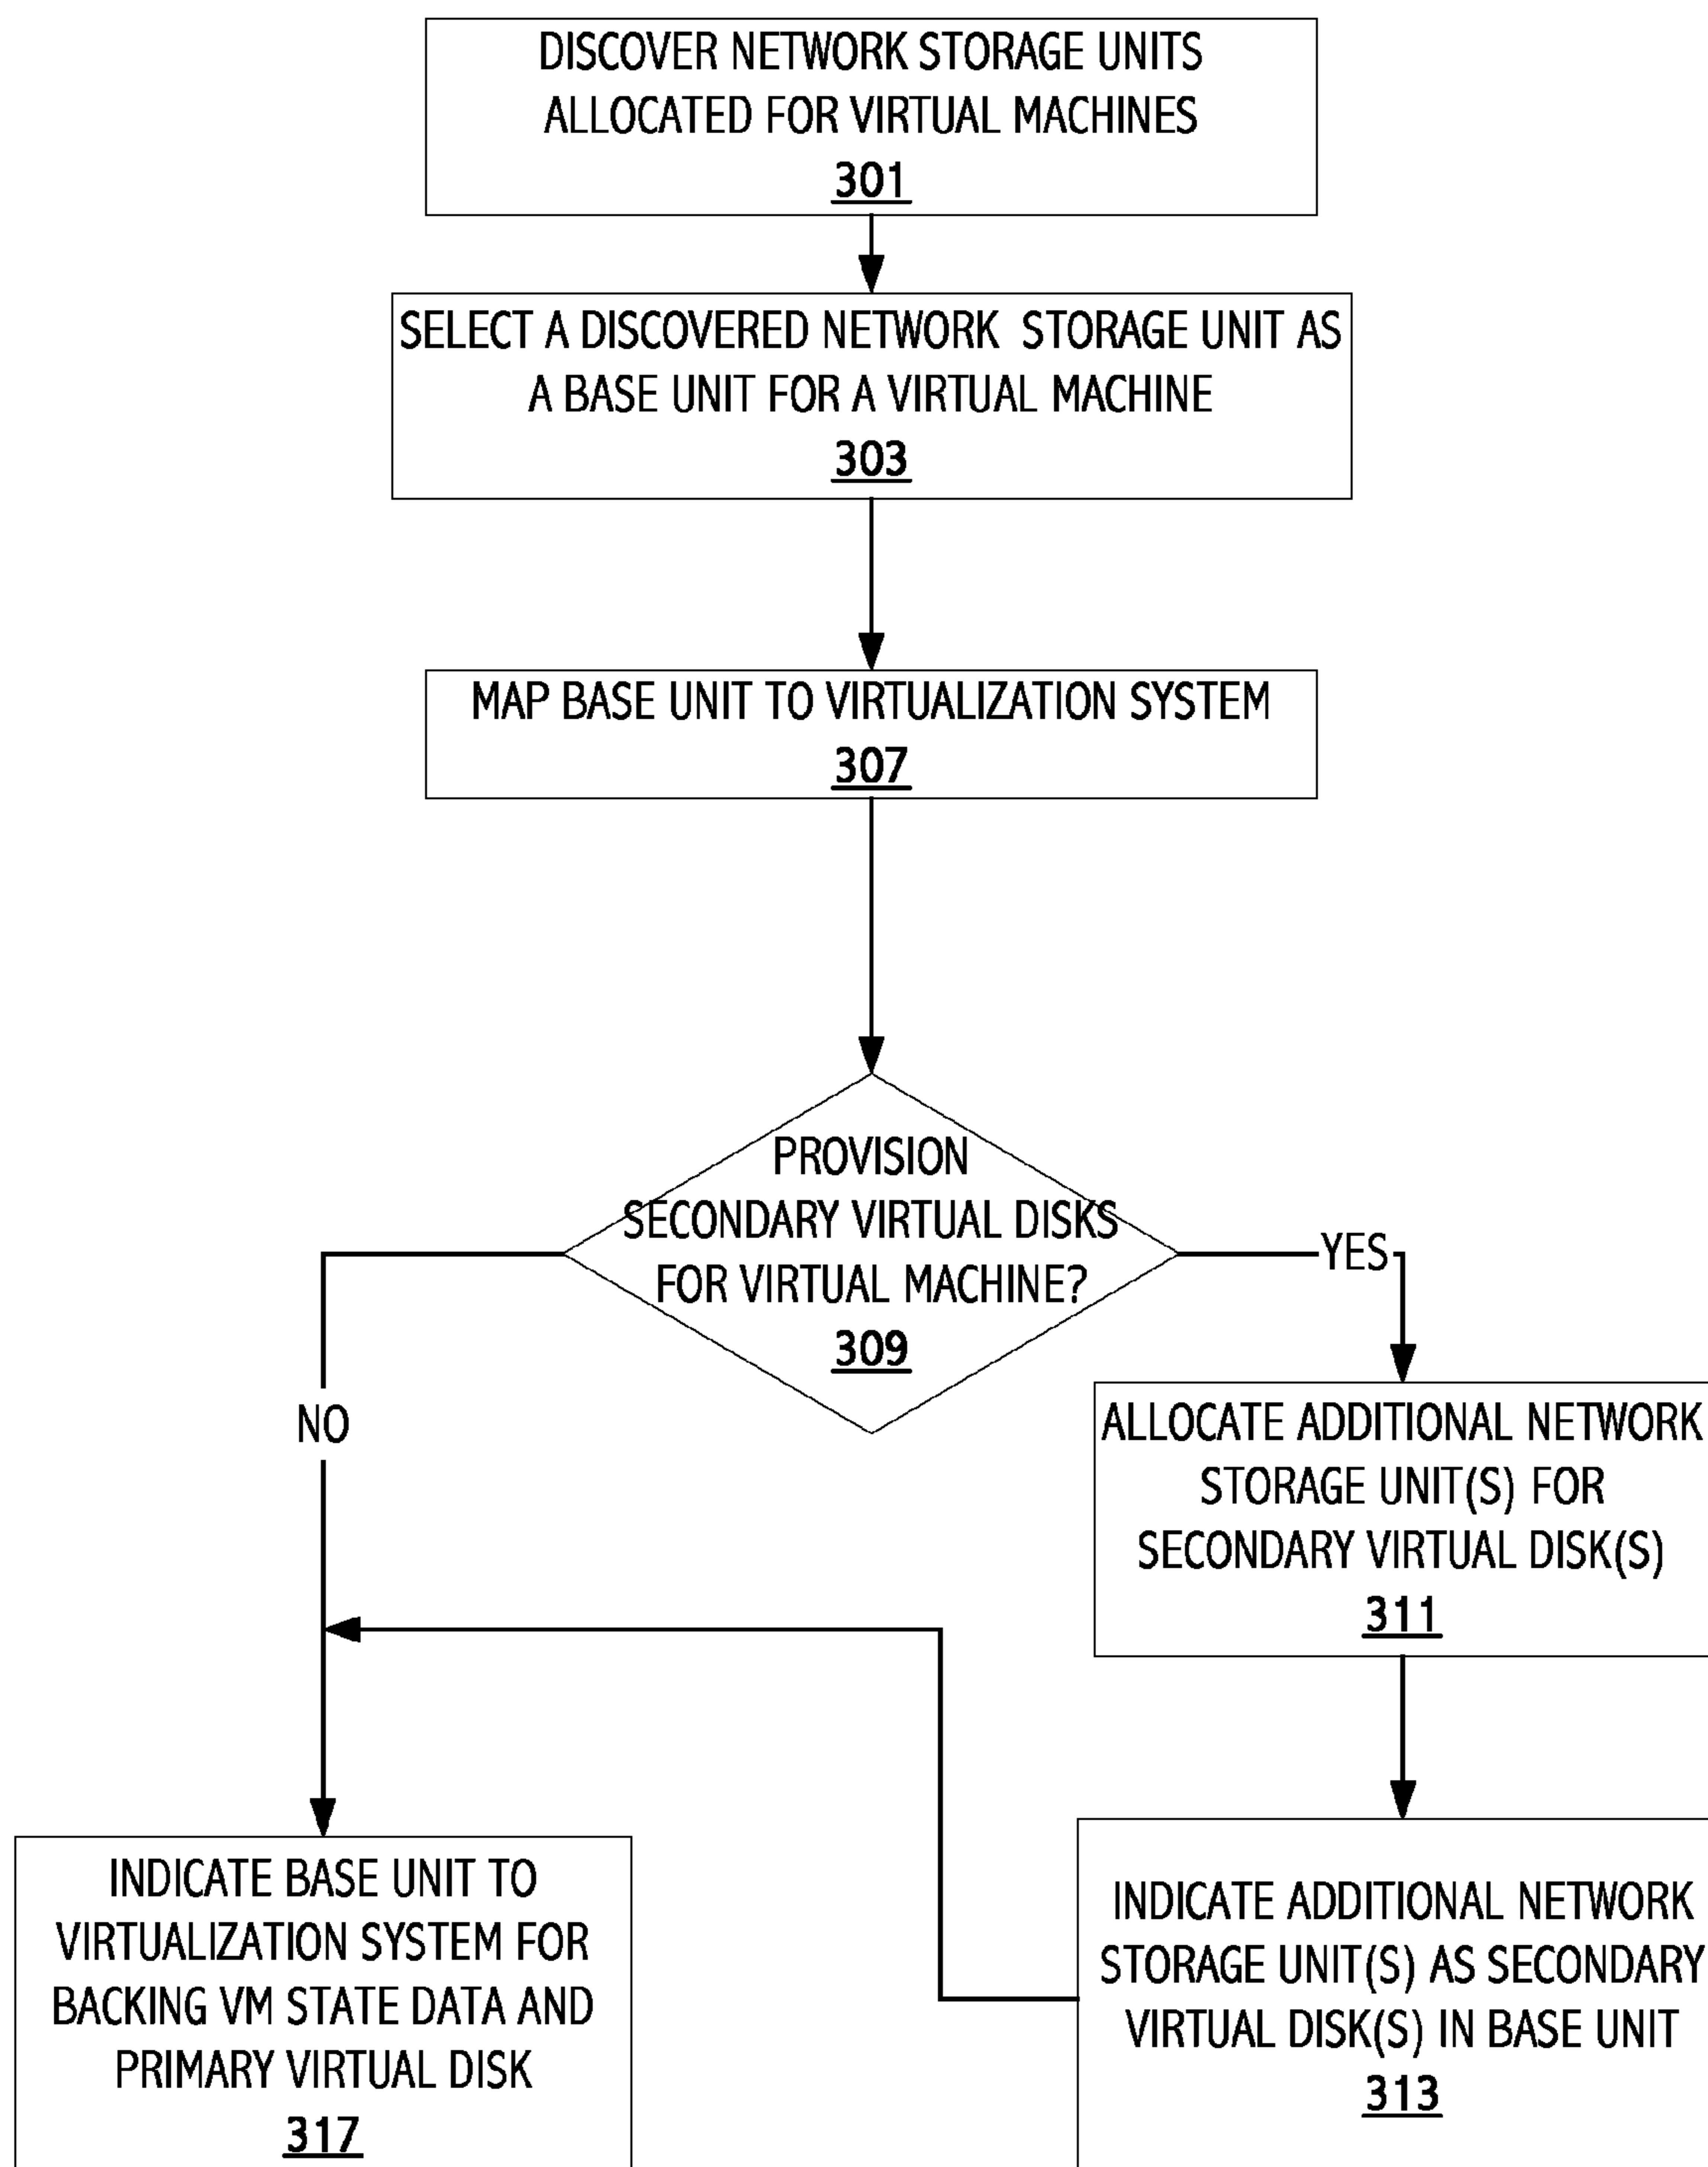 DISCOVER NETWORK STORAGE UNITS
ALLOCATED FOR VIRTUAL MACHINES
301
SELECT A DISCOVERED NETWORK STORAGE UNIT AS
A BASE UNIT FOR A VIRTUAL MACHINE
303
MAP BASE UNIT TO VIRTUALIZATION SYSTEM
307
PROVISION
SECONDARY VIRTUAL DISKS
FOR VIRTUAL MACHINE?
309
YES
NO
ALLOCATE ADDITIONAL NETWORK
STORAGE UNIT(S) FOR
SECONDARY VIRTUAL DISK(S)
311
INDICATE ADDITIONAL NETWORK
STORAGE UNIT(S) AS SECONDARY
VIRTUAL DISK(S) IN BASE UNIT
313
INDICATE BASE UNIT TO
VIRTUALIZATION SYSTEM FOR
BACKING VM STATE DATA AND
PRIMARY VIRTUAL DISK
317